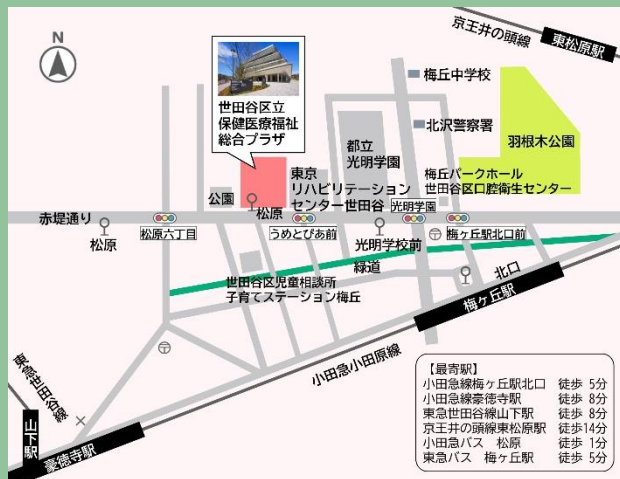 N
京王井の頭線
東松原駅
世田谷区立
保健医療福祉
総合プラザ
梅丘中学校
北沢警察署
羽根木公園
都立
光明学園
東京
リハビリテーション
センター世田谷
梅丘パークホール
世田谷区口腔衛生センター
公園
松原
光明学園
赤堤通り
松原
松原六丁目
うめとぴあ前
光明学校前
梅ヶ丘駅北口前
緑道
世田谷区児童相談所
子育てステーション梅丘
北口
梅ヶ丘駅
小田急小田原線
東急世田谷線
山下駅
豪徳寺駅
【最寄駅】
小田急線梅ヶ丘駅北口 徒歩 5分
小田急線豪徳寺駅 徒歩 8分
東急世田谷線山下駅 徒歩 8分
京王井の頭線東松原駅 徒歩14分
小田急バス 松原 徒歩 1分
東急バス 梅ヶ丘駅 徒歩 5分